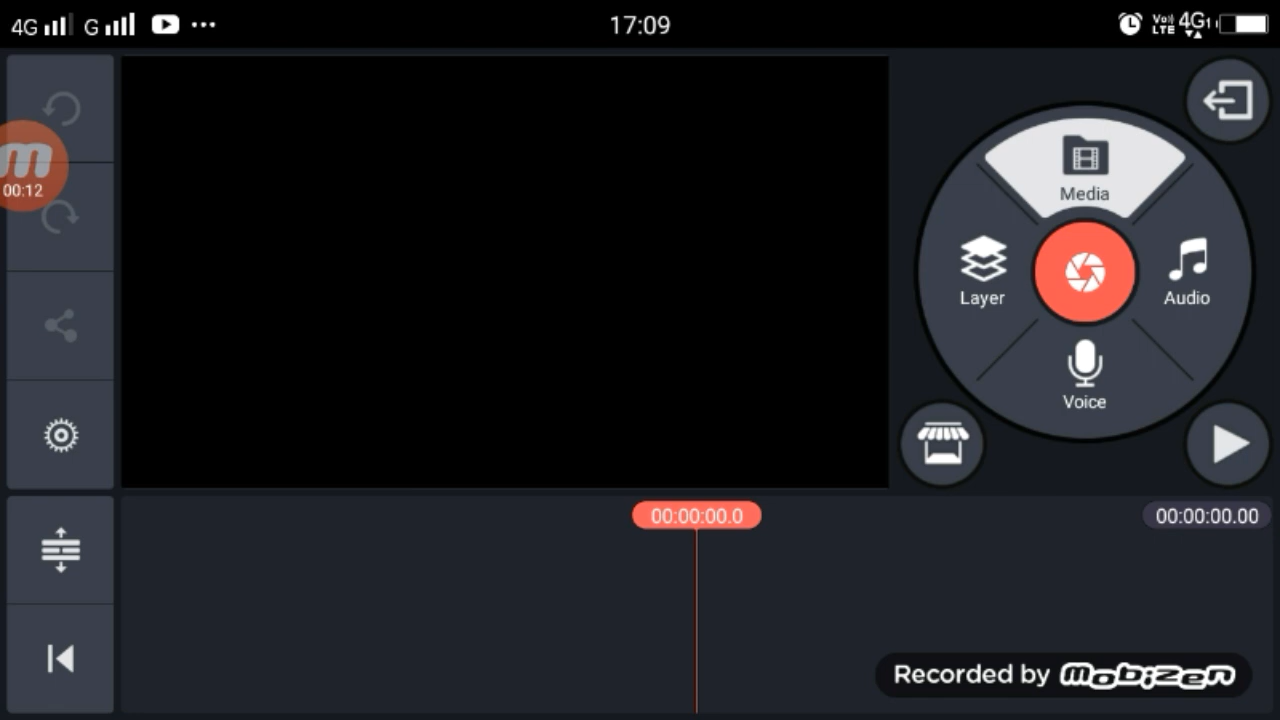 4G G 17:09 Vo) LTE 4G
m
00:12
Media
Layer
Audio
Voice
00:00:00.0
00:00:00.00
Recorded by mobizen